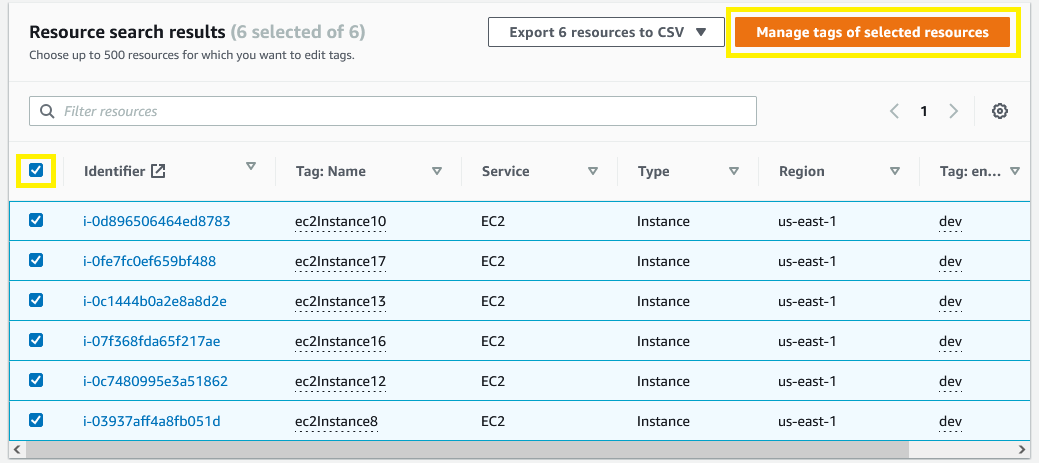 Resource search results (6 selected of 6)
Export 6 resources to CSV
Manage tags of selected resources
Choose up to 500 resources for which you want to edit tags.
Filter resources
1
Identifier Tag: Name Service Type Region Tag: en...
i-0d896506464ed8783 ec2Instance10 EC2 Instance us-east-1 dev
i-0fe7fc0ef659bf488 ec2Instance17 EC2 Instance us-east-1 dev
i-0c1444b0a2e8a8d2e ec2Instance13 EC2 Instance us-east-1 dev
i-07f368fda65f217ae ec2Instance16 EC2 Instance us-east-1 dev
i-0c7480995e3a51862 ec2Instance12 EC2 Instance us-east-1 dev
i-03937aff4a8fb051d ec2Instance8 EC2 Instance us-east-1 dev